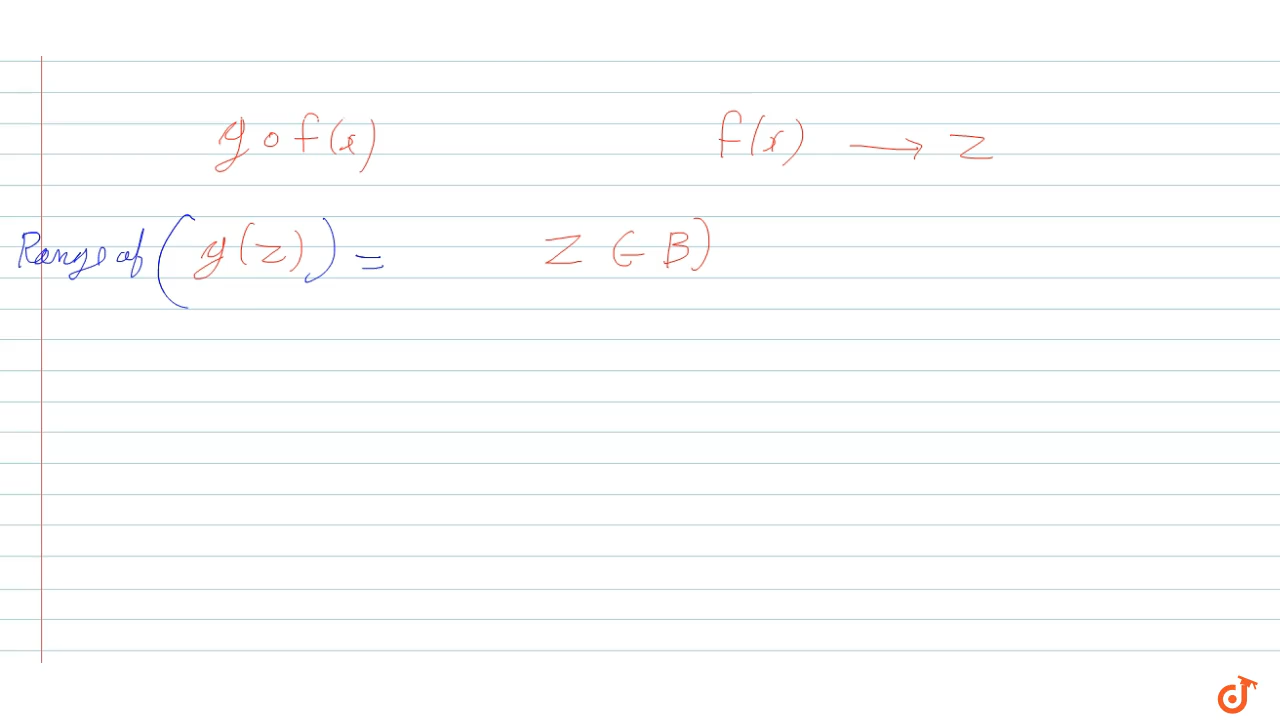 g o f(x) f(x) → z
Range of (g(z)) = z ∈ B)